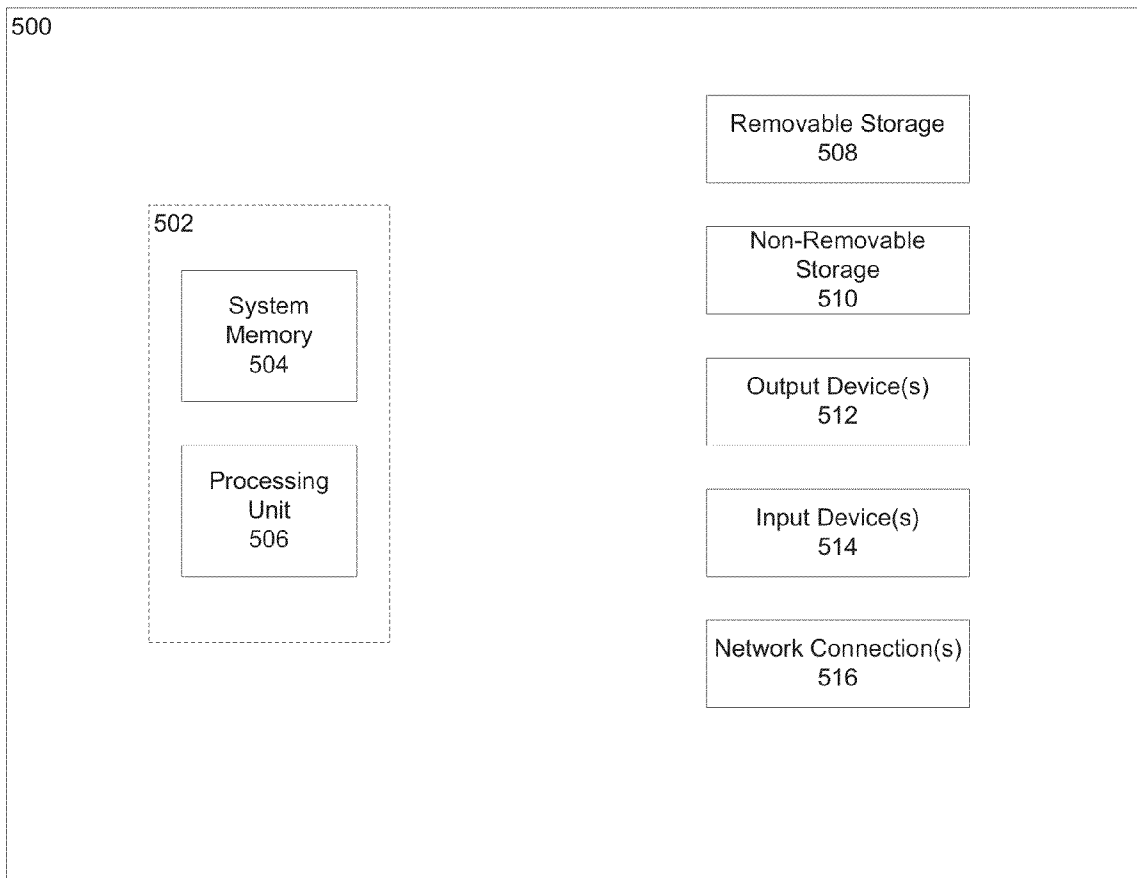 500
Removable Storage
508
502
Non-Removable
Storage
510
System
Memory
504
Output Device(s)
512
Processing
Unit
506
Input Device(s)
514
Network Connection(s)
516